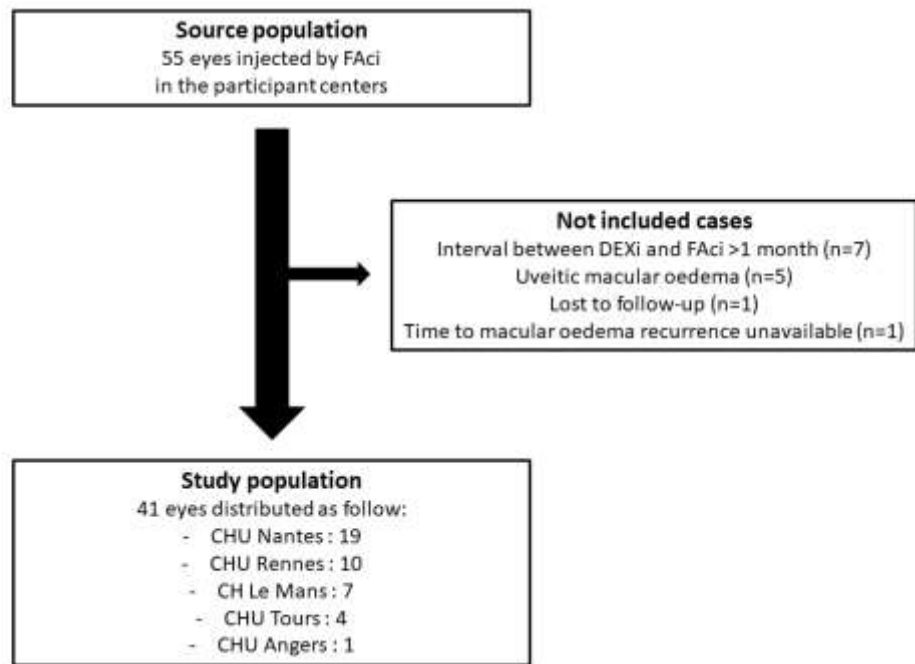 Source population
55 eyes injected by FAci
in the participant centers
Not included cases
Interval between DEXi and FAci >1 month (n=7)
Uveitic macular oedema (n=5)
Lost to follow-up (n=1)
Time to macular oedema recurrence unavailable (n=1)
Study population
41 eyes distributed as follow:
- CHU Nantes : 19
- CHU Rennes : 10
- CH Le Mans : 7
- CHU Tours : 4
- CHU Angers : 1